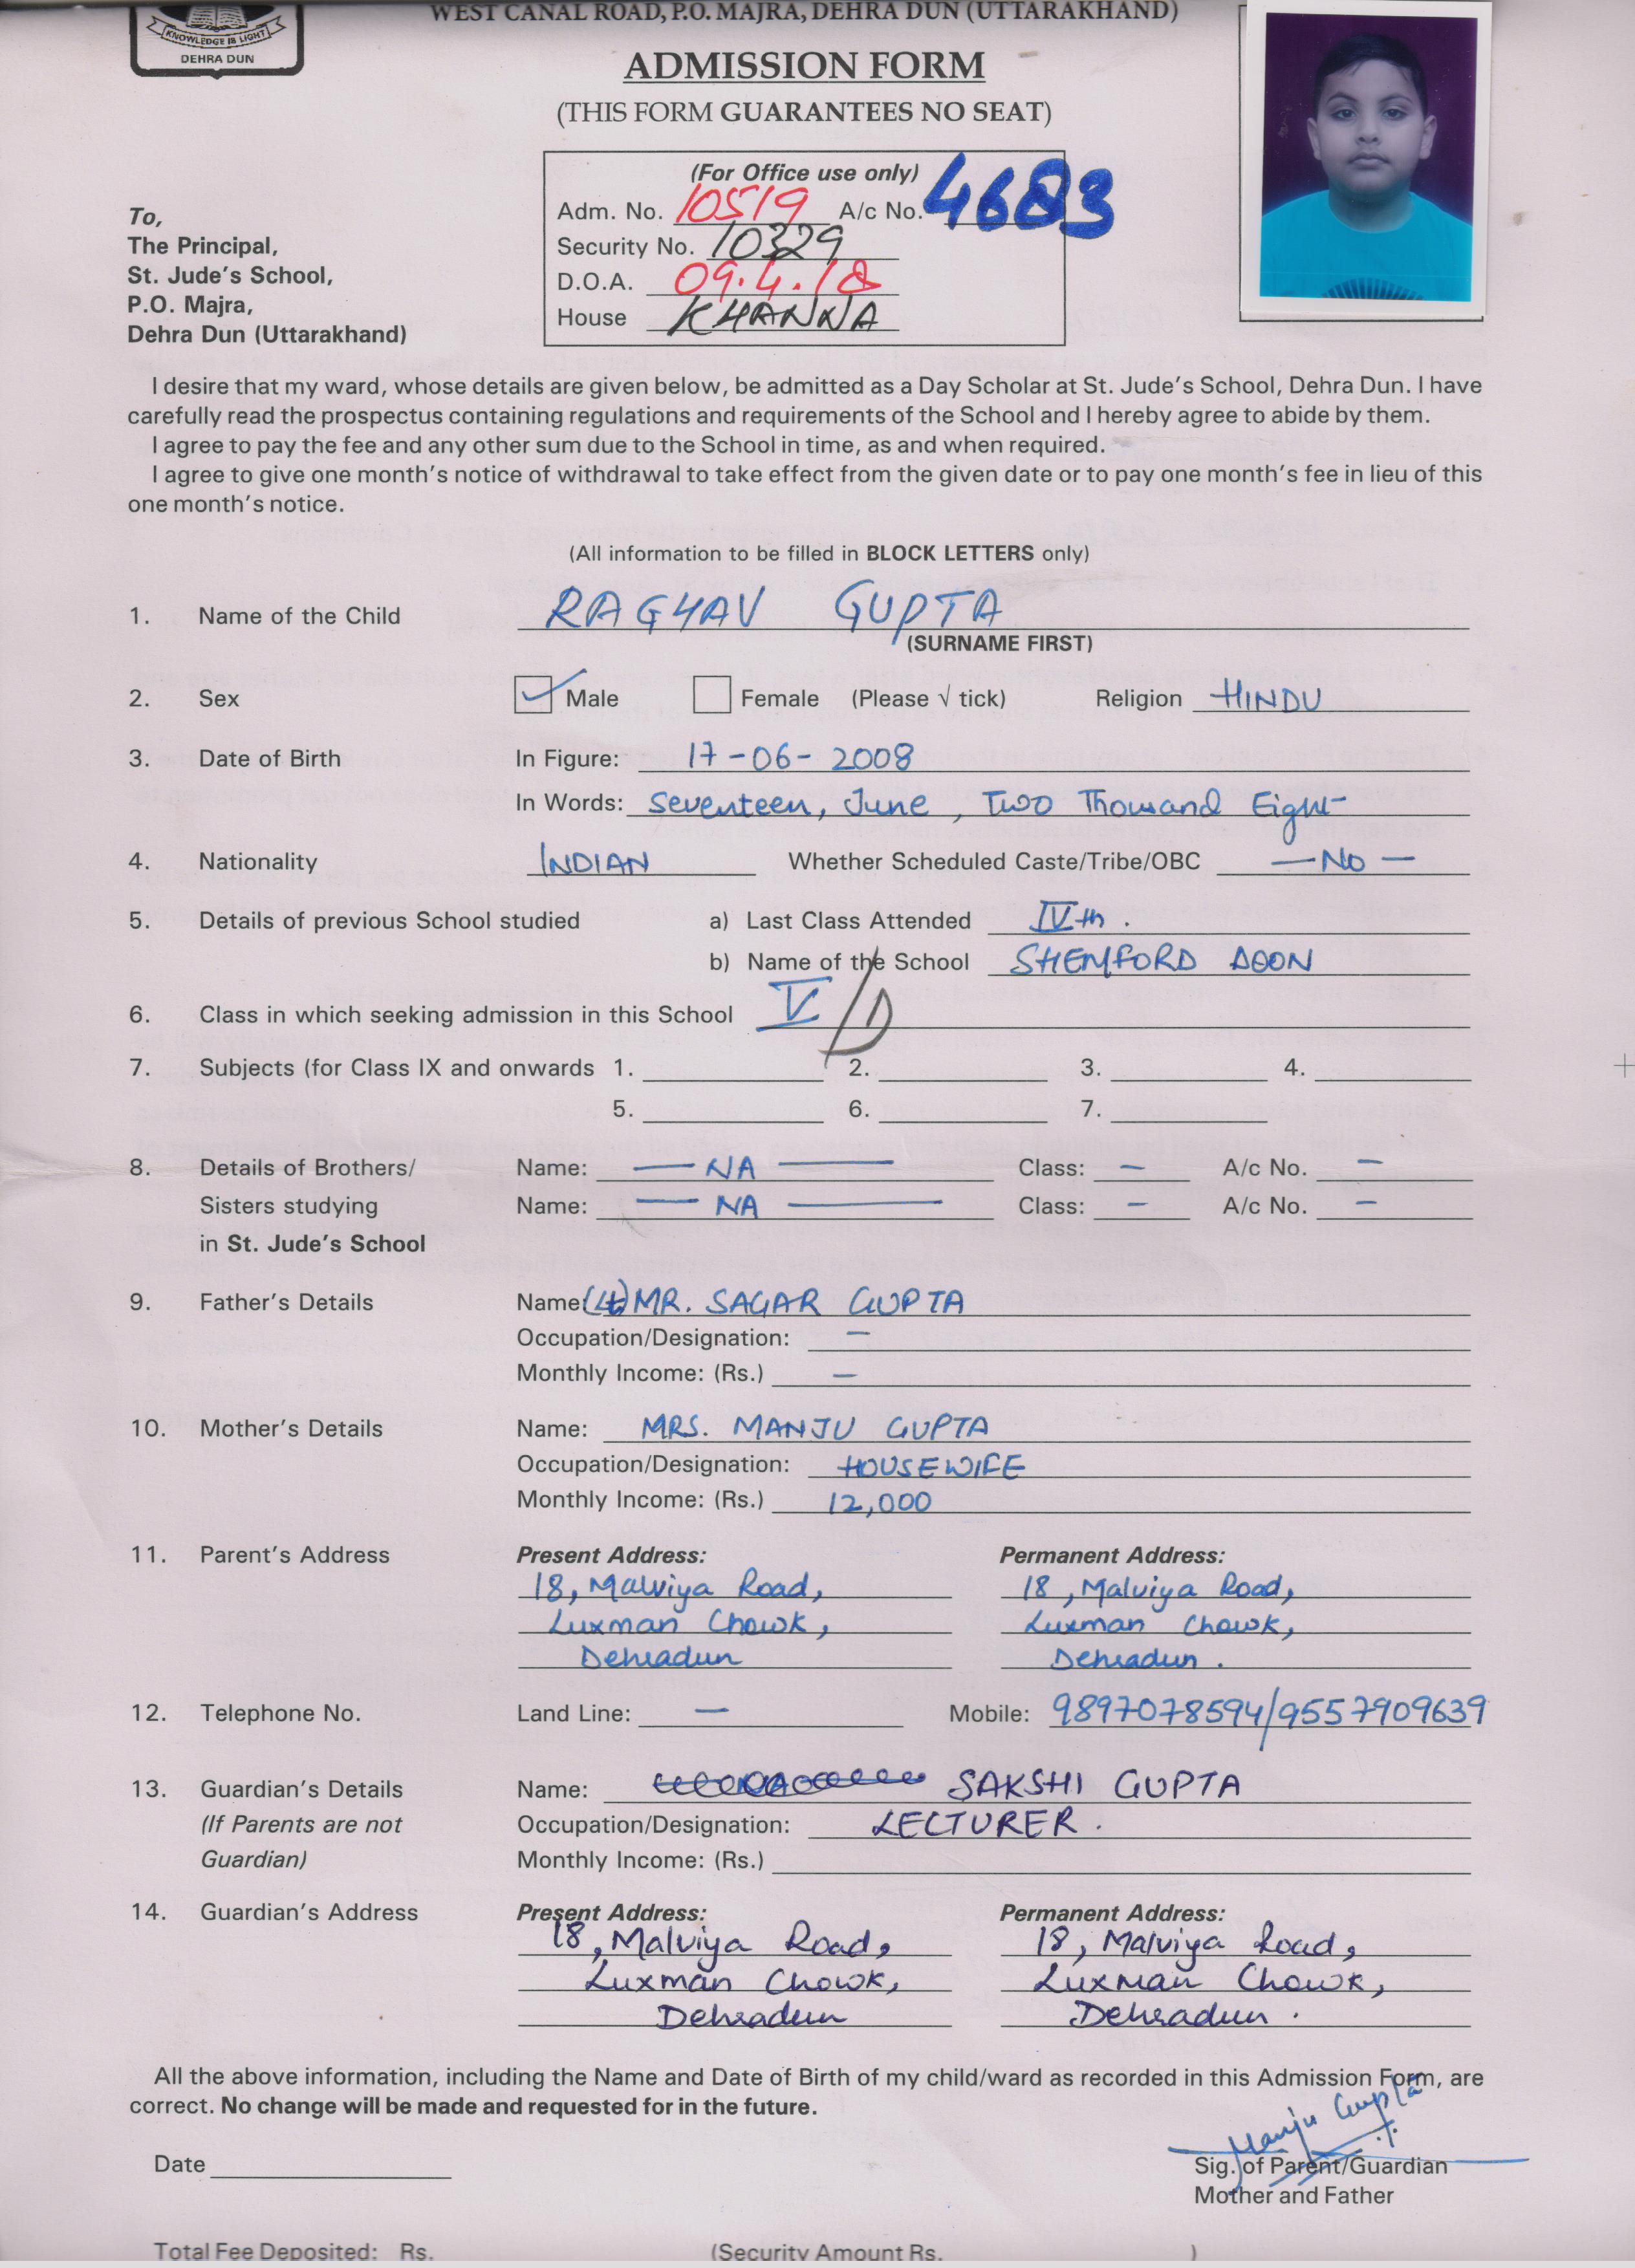 WEST CANAL ROAD, P.O. MAJRA, DEHRA DUN (UTTARAKHAND)
KNOWLEDGE IS LIGHT
DEHRA DUN
ADMISSION FORM
(THIS FORM GUARANTEES NO SEAT)
(For Office use only)
Adm. No. 10519 A/c No. 4683
Security No. 10329
D.O.A. 09.4.18
House KHANNA
To,
The Principal,
St. Jude's School,
P.O. Majra,
Dehra Dun (Uttarakhand)
I desire that my ward, whose details are given below, be admitted as a Day Scholar at St. Jude's School, Dehra Dun. I have
carefully read the prospectus containing regulations and requirements of the School and I hereby agree to abide by them.
I agree to pay the fee and any other sum due to the School in time, as and when required.
I agree to give one month's notice of withdrawal to take effect from the given date or to pay one month's fee in lieu of this
one month's notice.
(All information to be filled in BLOCK LETTERS only)
1. Name of the Child RAGHAV GUPTA
(SURNAME FIRST)
2. Sex ✓ Male Female (Please √ tick) Religion HINDU
3. Date of Birth In Figure: 17-06-2008
In Words: Seventeen, June, Two Thousand Eight
4. Nationality INDIAN Whether Scheduled Caste/Tribe/OBC — No —
5. Details of previous School studied a) Last Class Attended IVth.
b) Name of the School SHEMFORD DOON
6. Class in which seeking admission in this School V/D
7. Subjects (for Class IX and onwards 1. 2. 3. 4.
5. 6. 7.
8. Details of Brothers/ Name: — NA — Class: — A/c No. —
Sisters studying Name: — NA — Class: — A/c No. —
in St. Jude's School
9. Father's Details Name: (Lt) MR. SAGAR GUPTA
Occupation/Designation: —
Monthly Income: (Rs.) —
10. Mother's Details Name: MRS. MANJU GUPTA
Occupation/Designation: HOUSEWIFE
Monthly Income: (Rs.) 12,000
11. Parent's Address Present Address: Permanent Address:
18, Malviya Road, 18, Malviya Road,
Luxman Chowk, Luxman Chowk,
Dehradun Dehradun.
12. Telephone No. Land Line: — Mobile: 9897078594/9557909639
13. Guardian's Details Name: SAKSHI GUPTA
(If Parents are not Occupation/Designation: LECTURER.
Guardian) Monthly Income: (Rs.)
14. Guardian's Address Present Address: Permanent Address:
18, Malviya Road, 18, Malviya Road,
Luxman Chowk, Luxman Chowk,
Dehradun Dehradun.
All the above information, including the Name and Date of Birth of my child/ward as recorded in this Admission Form, are
correct. No change will be made and requested for in the future.
Manju Gupta
Date Sig. of Parent/Guardian
Mother and Father
Total Fee Deposited: Rs. (Security Amount Rs. )